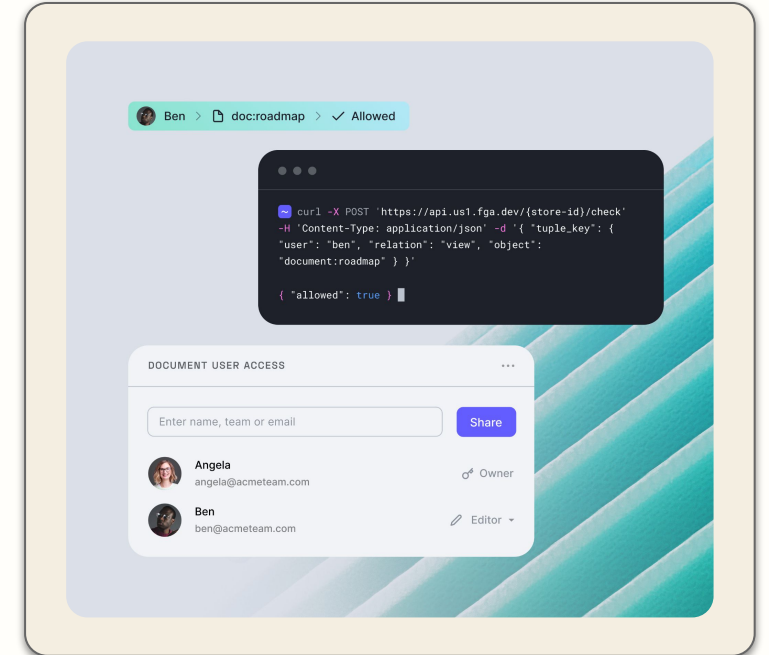 Ben > doc:roadmap > ✓ Allowed
~ curl -X POST 'https://api.us1.fga.dev/{store-id}/check'
-H 'Content-Type: application/json' -d '{ "tuple_key": {
"user": "ben", "relation": "view", "object":
"document:roadmap" } }'
{ "allowed": true }
DOCUMENT USER ACCESS
Enter name, team or email
Share
Angela
angela@acmeteam.com
Owner
Ben
ben@acmeteam.com
Editor